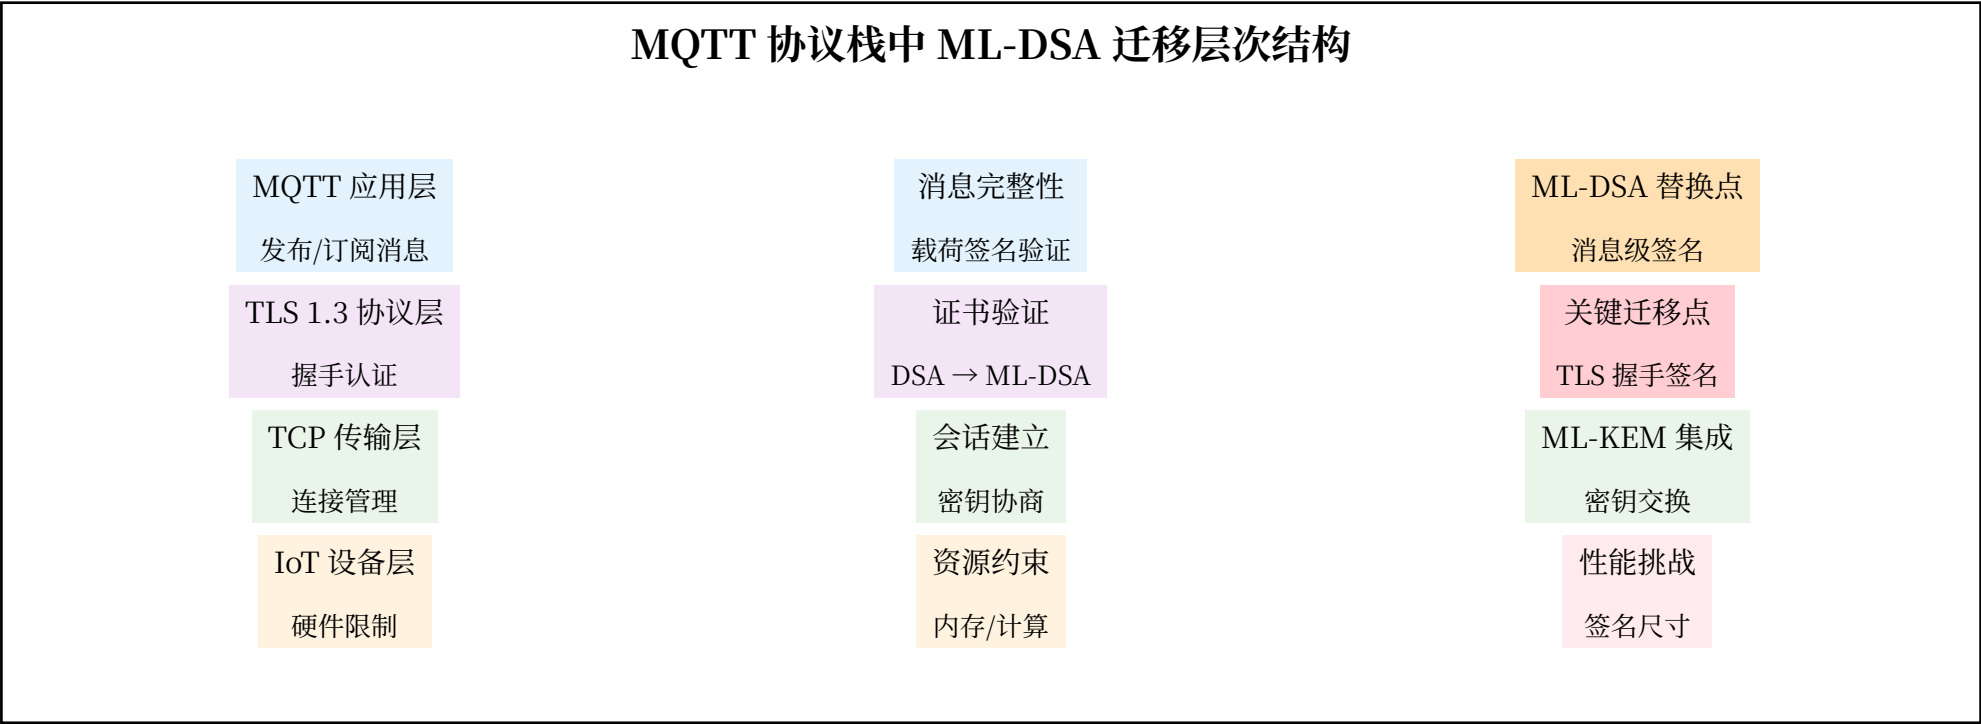 MQTT 协议栈中 ML-DSA 迁移层次结构
MQTT 应用层
发布/订阅消息
消息完整性
载荷签名验证
ML-DSA 替换点
消息级签名
TLS 1.3 协议层
握手认证
证书验证
DSA → ML-DSA
关键迁移点
TLS 握手签名
TCP 传输层
连接管理
会话建立
密钥协商
ML-KEM 集成
密钥交换
IoT 设备层
硬件限制
资源约束
内存/计算
性能挑战
签名尺寸